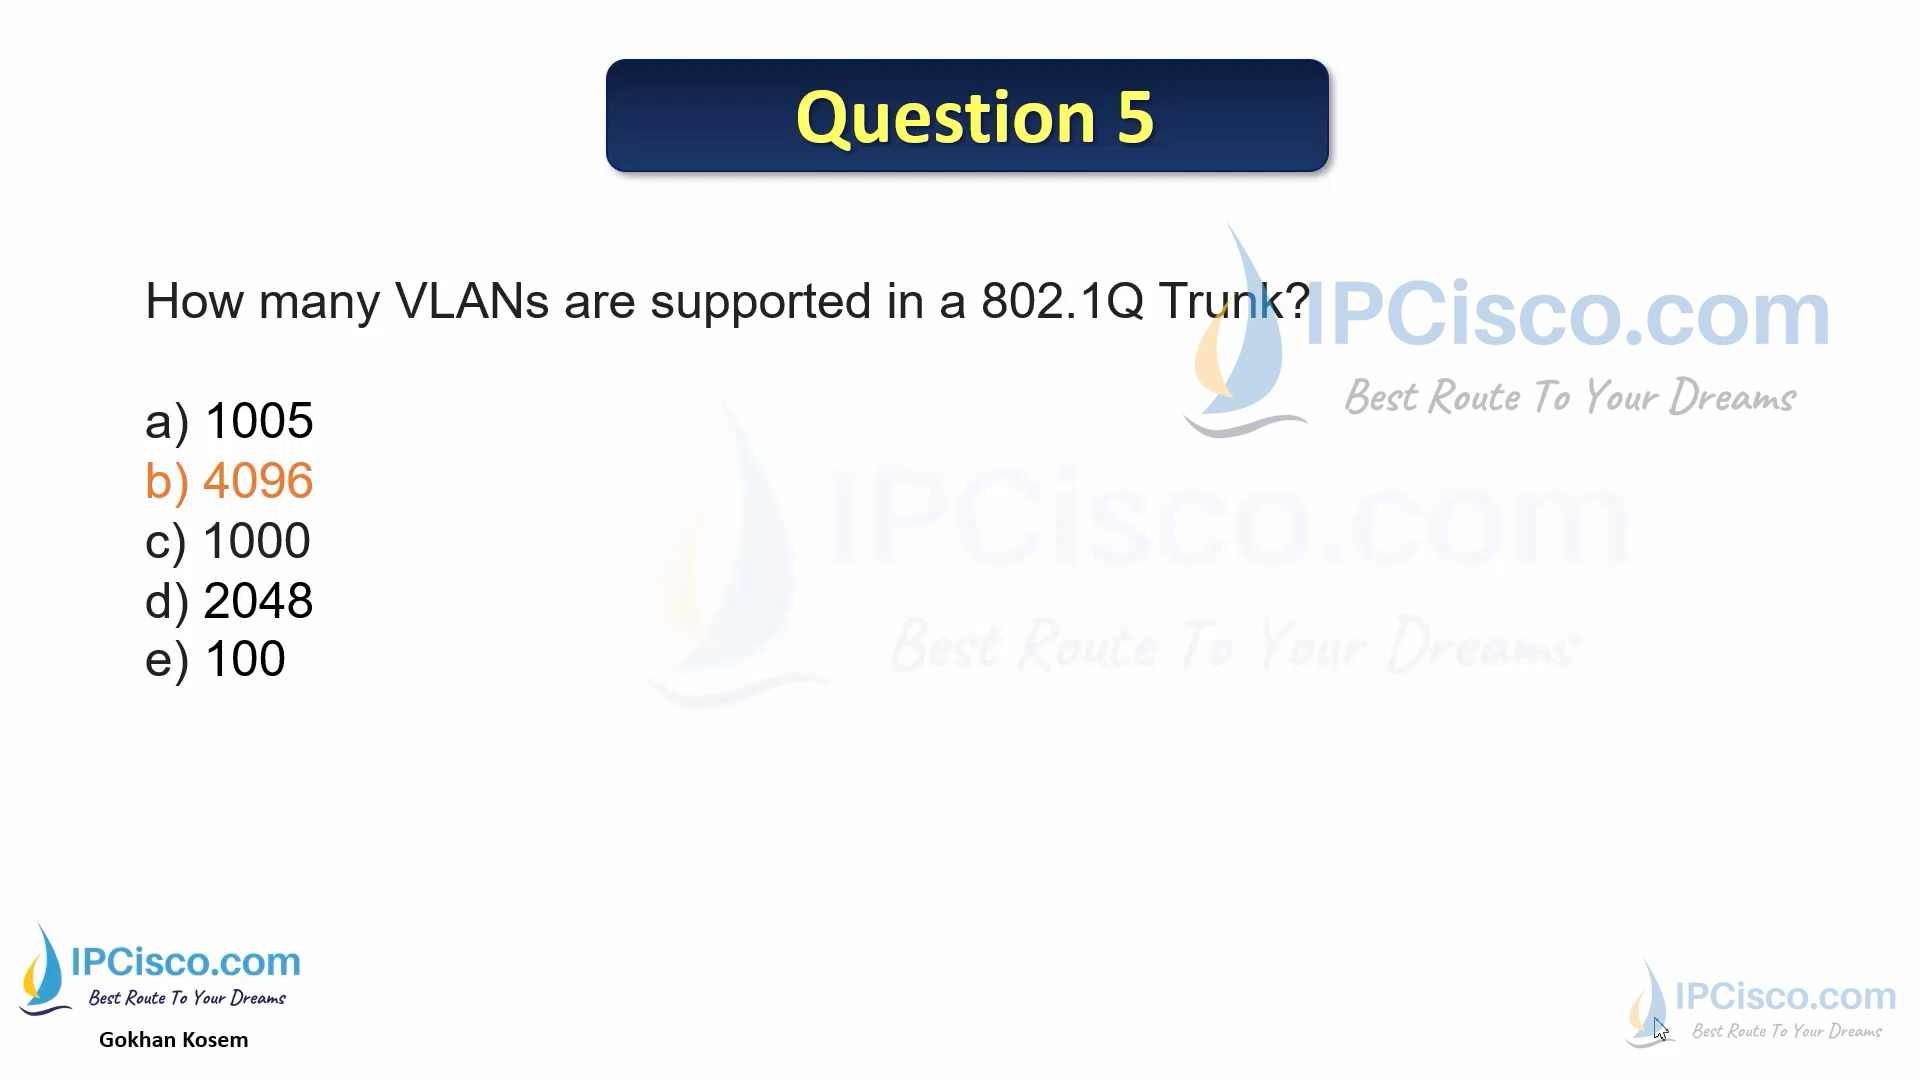 Question 5
How many VLANs are supported in a 802.1Q Trunk?
IPCisco.com
Best Route To Your Dreams
a) 1005
b) 4096
c) 1000
d) 2048
e) 100
IPCisco.com
Best Route To Your Dreams
IPCisco.com
Best Route To Your Dreams
Gokhan Kosem
IPCisco.com
Best Route To Your Dreams